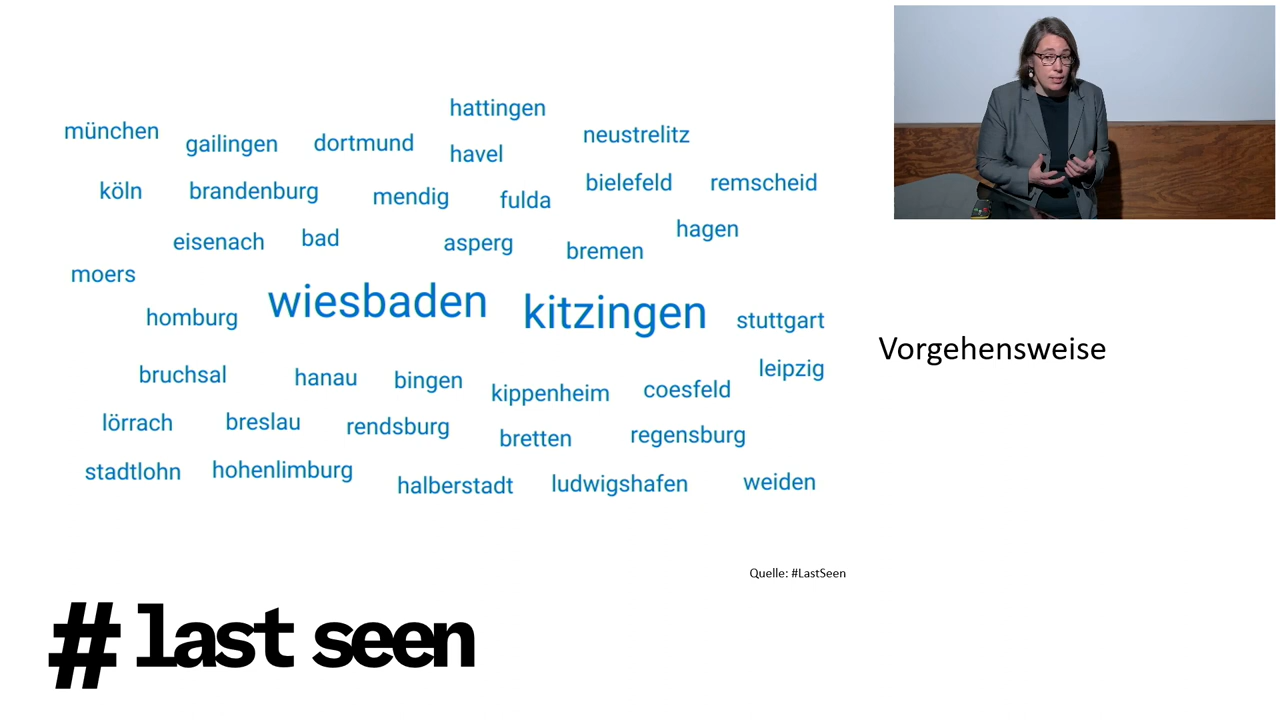 hattingen
münchen gailingen dortmund neustrelitz
havel
köln brandenburg mendig fulda bielefeld remscheid
hagen
eisenach bad asperg bremen
moers
wiesbaden kitzingen
homburg stuttgart
Vorgehensweise
bruchsal hanau bingen kippenheim coesfeld leipzig
lörrach breslau rendsburg bretten regensburg
stadtlohn hohenlimburg halberstadt ludwigshafen weiden
Quelle: #LastSeen
# last seen